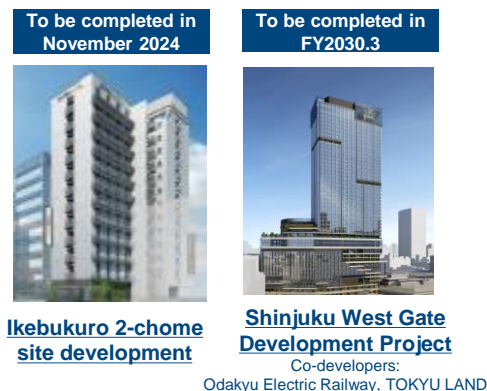 To be completed in
November 2024
To be completed in
FY2030.3
Ikebukuro 2-chome
site development
Shinjuku West Gate
Development Project
Co-developers:
Odakyu Electric Railway, TOKYU LAND